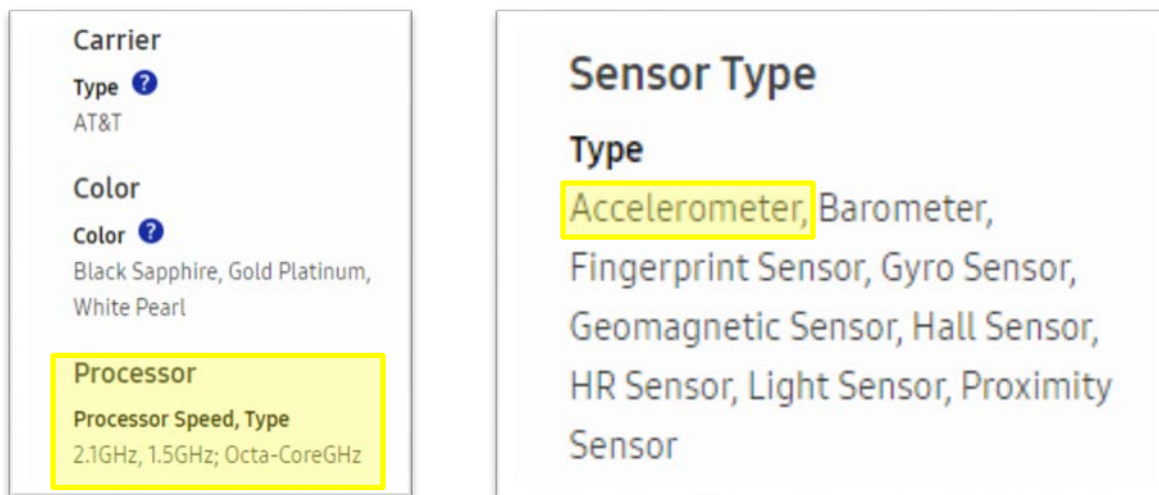 Carrier
Type ?
AT&T
Color
Color ?
Black Sapphire, Gold Platinum,
White Pearl
Processor
Processor Speed, Type
2.1GHz, 1.5GHz; Octa-CoreGHz
Sensor Type
Type
Accelerometer, Barometer,
Fingerprint Sensor, Gyro Sensor,
Geomagnetic Sensor, Hall Sensor,
HR Sensor, Light Sensor, Proximity
Sensor